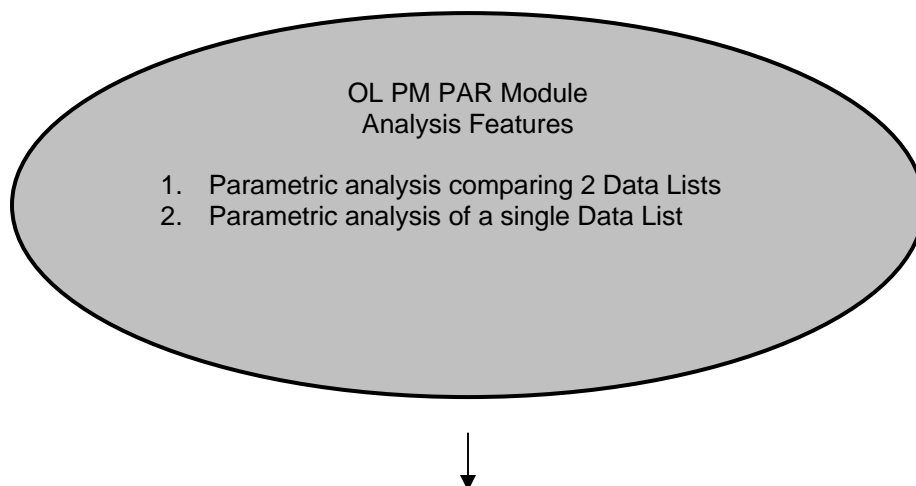 OL PM PAR Module
Analysis Features
1. Parametric analysis comparing 2 Data Lists
2. Parametric analysis of a single Data List